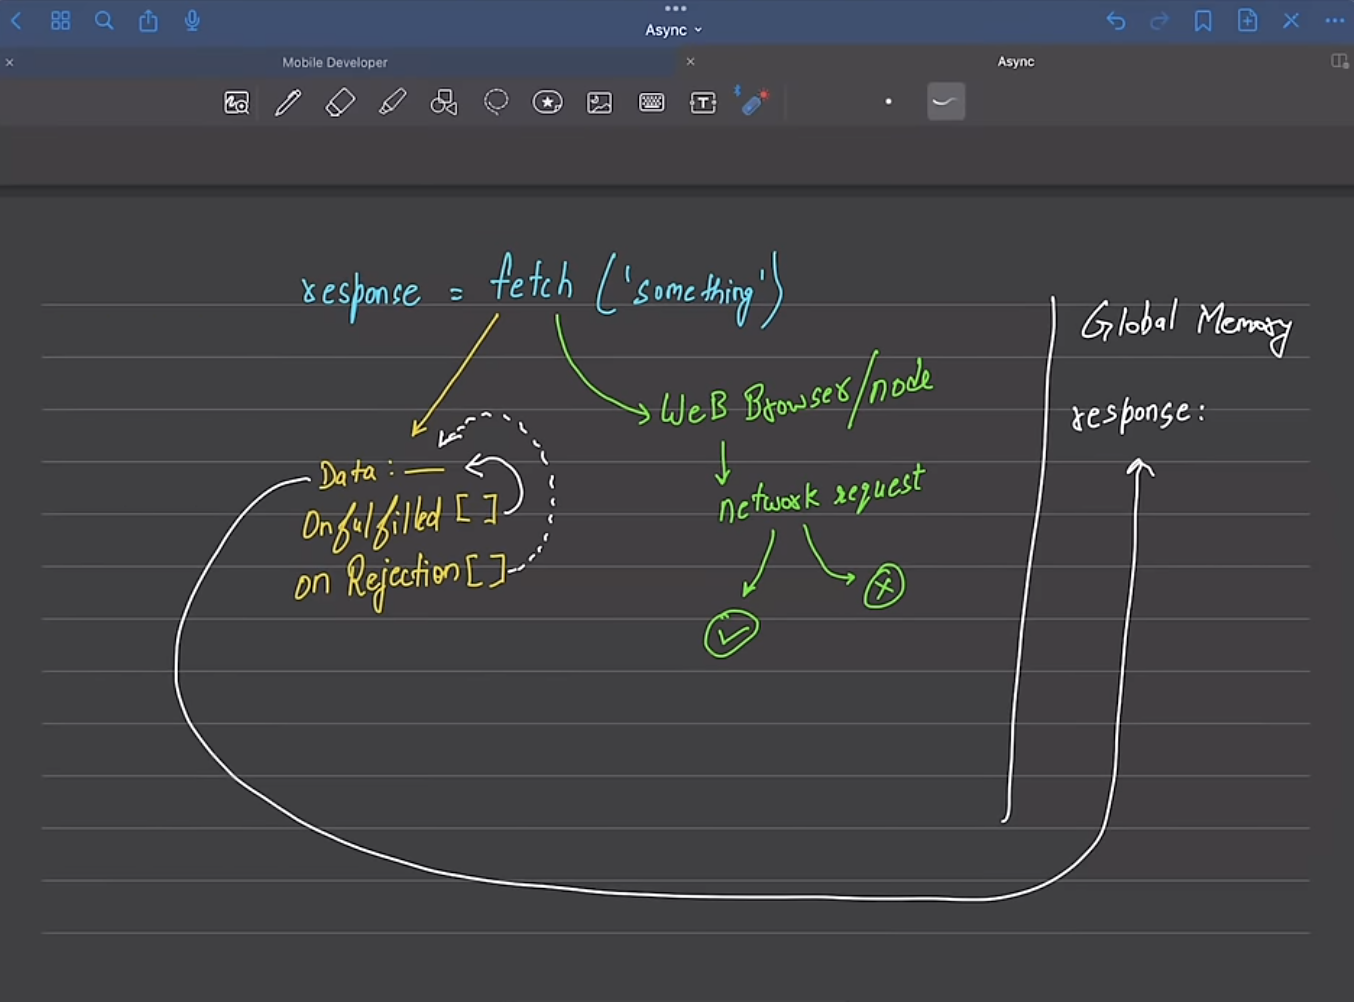 Async
Mobile Developer
Async
T
response = fetch ('something')
Global Memory
WeB Browser/node
response:
Data: —
network request
Onfulfilled [ ]
on Rejection [ ]